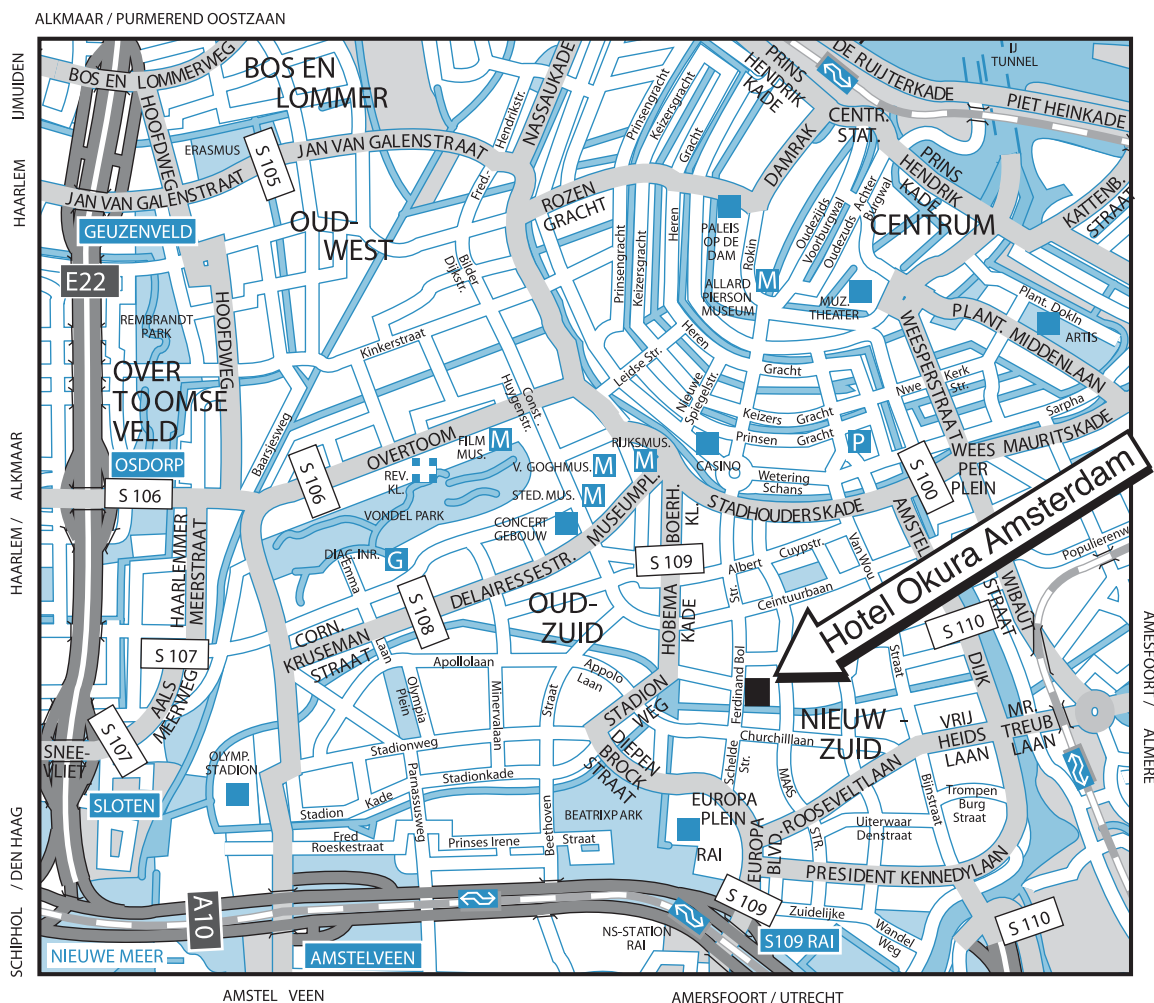 ALKMAAR / PURMEREND OOSTZAAN
IJMUIDEN
HAARLEM
HAARLEM / ALKMAAR
SCHIPHOL / DEN HAAG
BOS EN LOMMERWEG
BOS EN
LOMMER
HOOFDWEG
ERASMUS
S 105
JAN VAN GALENSTRAAT
JAN VAN GALENSTRAAT
GEUZENVELD
E22
OUD-
WEST
Hendrikstr.
Fred.-
NASSAUKADE
ROZEN
GRACHT
Prinsengracht
Keizersgracht
Gracht
Heren
Prinsengracht
Keizersgracht
PRINS
HENDRIK
KADE
DE RUIJTERKADE
IJ
TUNNEL
PIET HEINKADE
CENTR.
STAT.
DAMRAK
PRINS
HENDRIK
KADE
KATTENB.
STRAAT
CENTRUM
PALEIS
OP DE
DAM
Rokin
Oudezijds
Voorburgwal
Oudezuds Achter
Burgwal
M
ALLARD
PIERSON
MUSEUM
MUZ.
THEATER
Plant. Dokln
ARTIS
PLANT. MIDDENLAAN
WEESPERSTRAAT
REMBRANDT
PARK
HOOFDWEG
Bilder
Dijkstr.
Kinkerstraat
OVER
TOOMSE
VELD
OSDORP
Baarsjesweg
Const.
Huygenstr.
Leidse Str.
Heren
Gracht
Nieuwe
Spiegelstr.
Keizers Gracht
Prinsen Gracht
P
Nwe Kerk
Str.
Sarpha
MAURITSKADE
WEES
PER
PLEIN
S 106
S 106
OVERTOOM
FILM
MUS.
M
REV.
KL.
VONDEL PARK
V. GOGHMUS.
M
STED. MUS.
M
RIJKSMUS.
M
CASINO
Wetering
Schans
S 100
STADHOUDERSKADE
CONCERT
GEBOUW
MUSEUMPL.
DIAC. INR.
G
Emma
Laan
BOERH.
KL.
S 109
HOBEMA
KADE
Albert Cuypstr.
Str.
Ceintuurbaan
Van Wou
Straat
AMSTEL
DIJK
WIBAUT
STRAAT
Populierenw
Hotel Okura Amsterdam
HAARLEMMER
MEERSTRAAT
S 107
AALS
MEERWEG
S 107
SNEE-
VLIET
SLOTEN
OLYMP.
STADION
CORN.
KRUSEMAN
STRAAT
S 108
DELAIRESSESTR.
OUD-
ZUID
Apollolaan
Appolo
Laan
Olympia
Plein
Minervalaan
Straat
Beethoven
STADION
WEG
DIEPEN
BROCK
STRAAT
Ferdinand Bol
S 110
NIEUW -
ZUID
Churchilllaan
VRIJ
HEIDS
LAAN
MR.
TREUB
LAAN
Stadionweg
Stadionkade
Stadion Kade
Parnassusweg
Fred
Roeskestraat
Prinses Irene Straat
BEATRIXPARK
EUROPA
PLEIN
RAI
Schelde
Str.
MAAS
STR.
ROOSEVELTLAAN
Bijnstraat
Trompen
Burg
Straat
Uiterwaar
Denstraat
EUROPA
BLVD.
PRESIDENT KENNEDYLAAN
S 109
Zuidelijke
Wandel
Weg
S 110
A10
NIEUWE MEER
AMSTELVEEN
NS-STATION
RAI
S109 RAI
AMESFOORT / ALMERE
AMSTEL VEEN
AMERSFOORT / UTRECHT